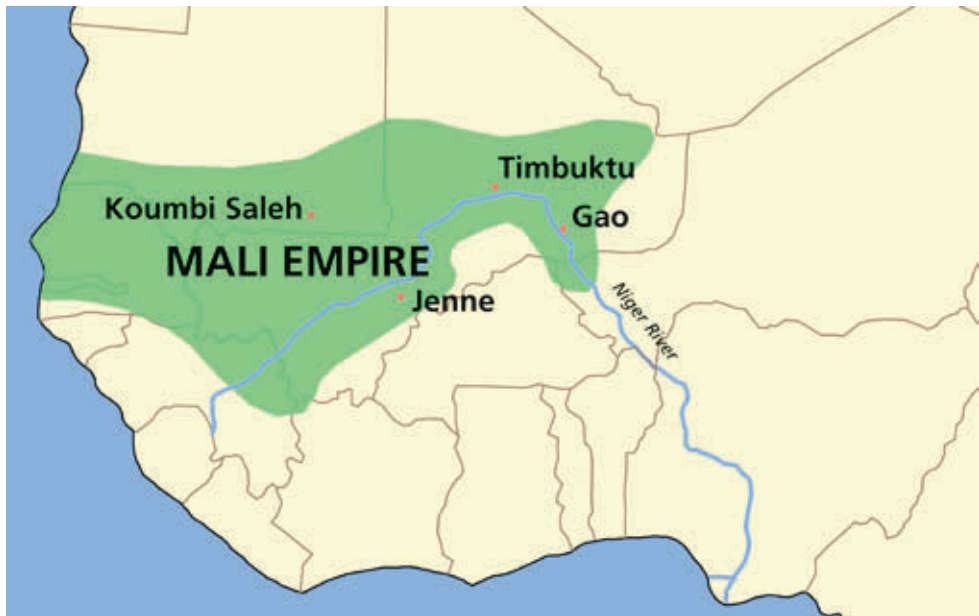 Timbuktu
Koumbi Saleh
Gao
MALI EMPIRE
Jenne
Niger River